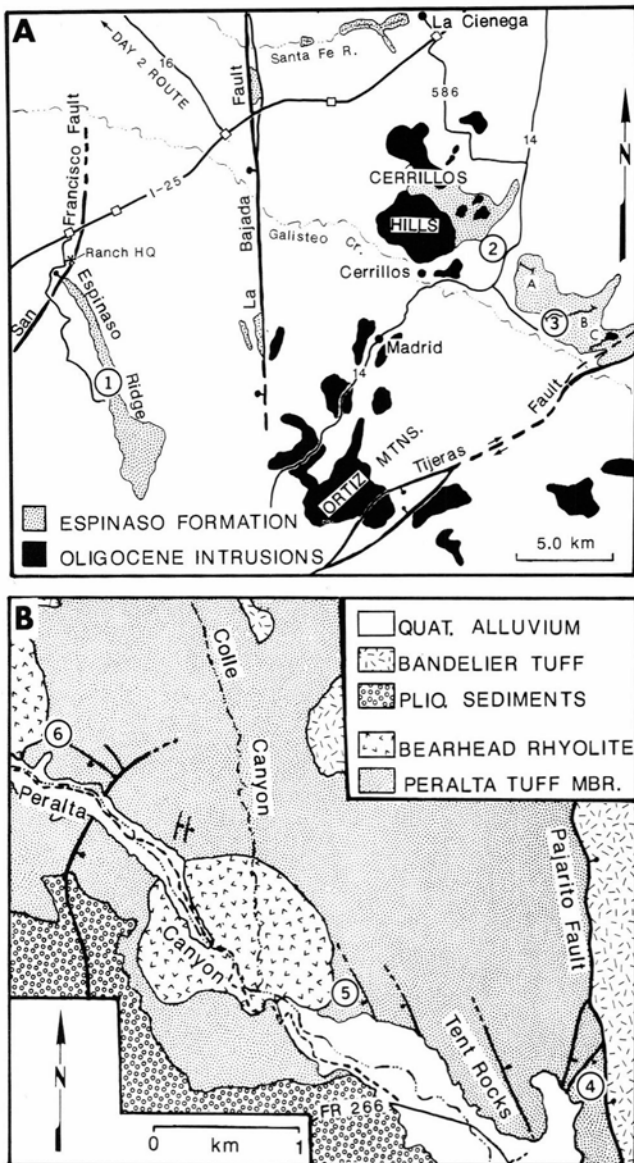 A
La Cienega
Santa Fe R.
DAY 2 ROUTE
16
586
14
Fault
Francisco Fault
I-25
CERRILLOS
HILLS
N
Bajada
Galisteo Cr.
2
Ranch HQ
Cerrillos
A
San
Espinaso
B
3
C
La
Madrid
1
Ridge
14
Fault
MTNS.
Tijeras
ORTIZ
ESPINASO FORMATION
OLIGOCENE INTRUSIONS
5.0 km
B
QUAT. ALLUVIUM
BANDELIER TUFF
PLIO. SEDIMENTS
BEARHEAD RHYOLITE
PERALTA TUFF MBR.
Colle
Canyon
6
Peralta
Canyon
Pajarito Fault
5
Tent Rocks
4
N
FR 266
0 km 1